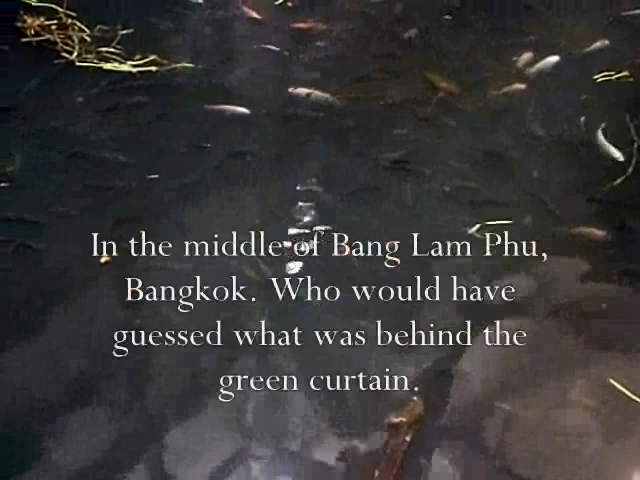 In the middle of Bang Lam Phu,
Bangkok. Who would have
guessed what was behind the
green curtain.